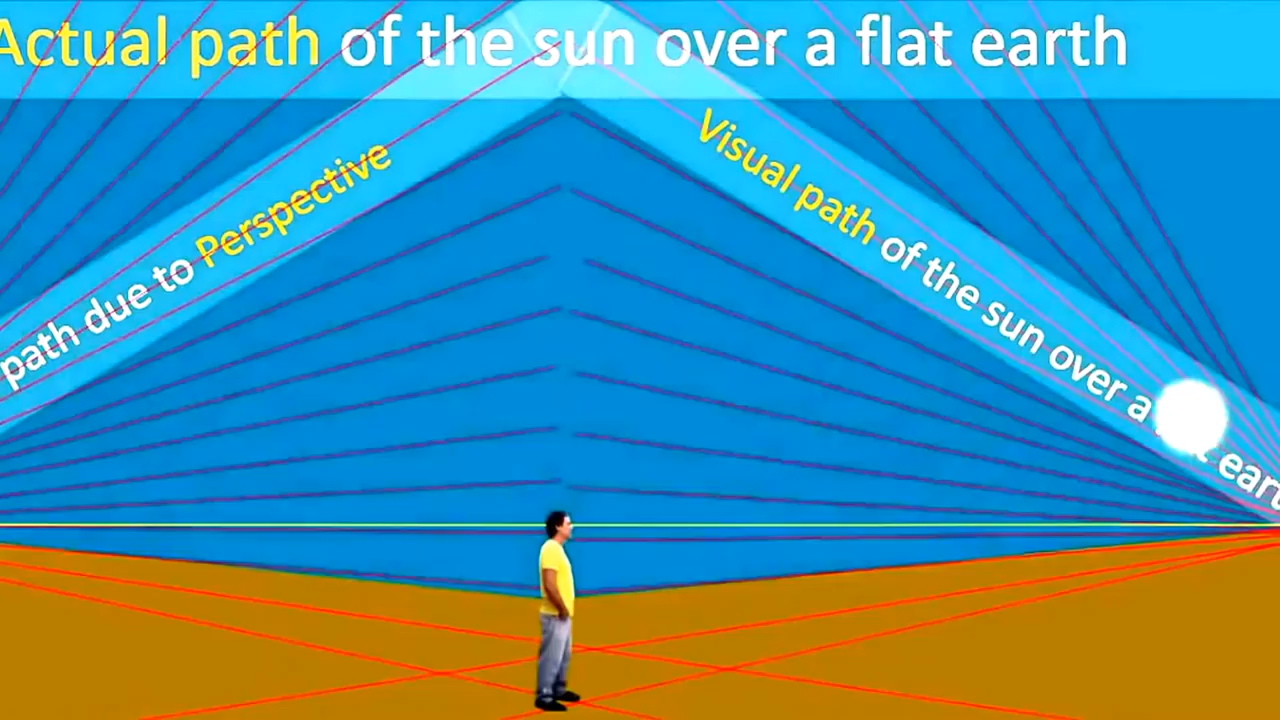 Actual path of the sun over a flat earth
path due to Perspective
Visual path of the sun over a